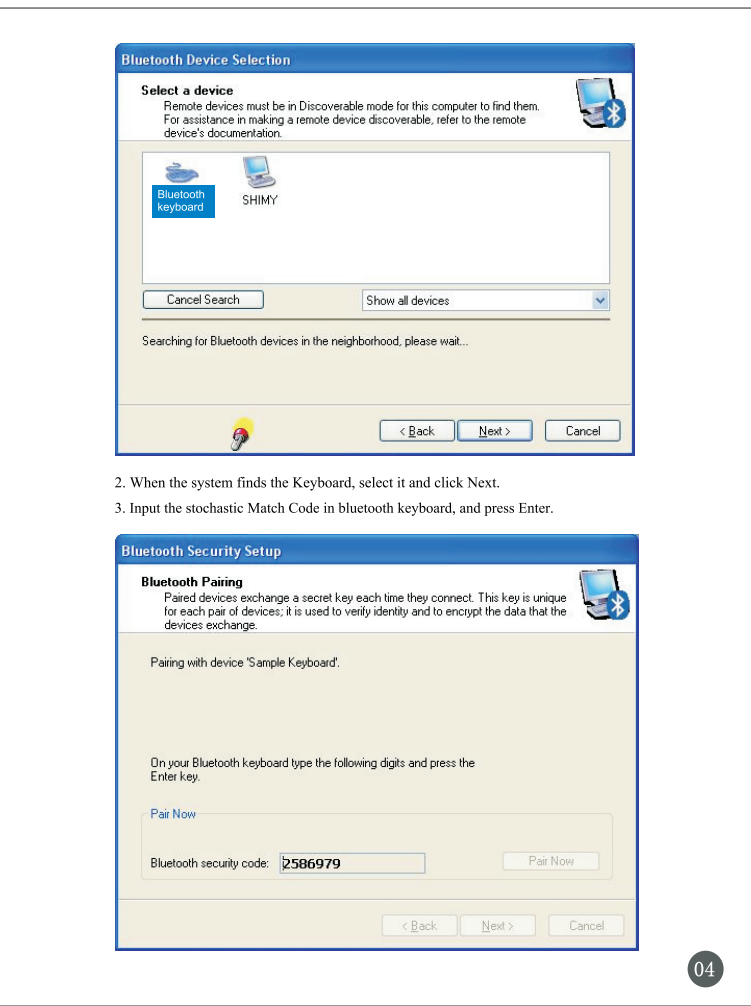 Bluetooth Device Selection
Select a device
Remote devices must be in Discoverable mode for this computer to find them.
For assistance in making a remote device discoverable, refer to the remote
device's documentation.
Bluetooth
keyboard
SHIMY
Cancel Search
Show all devices
Searching for Bluetooth devices in the neighborhood, please wait...
< Back
Next >
Cancel
2. When the system finds the Keyboard, select it and click Next.
3. Input the stochastic Match Code in bluetooth keyboard, and press Enter.
Bluetooth Security Setup
Bluetooth Pairing
Paired devices exchange a secret key each time they connect. This key is unique
for each pair of devices; it is used to verify identity and to encrypt the data that the
devices exchange.
Pairing with device 'Sample Keyboard'.
On your Bluetooth keyboard type the following digits and press the
Enter key.
Pair Now
Bluetooth security code:
2586979
Pair Now
< Back
Next >
Cancel
04